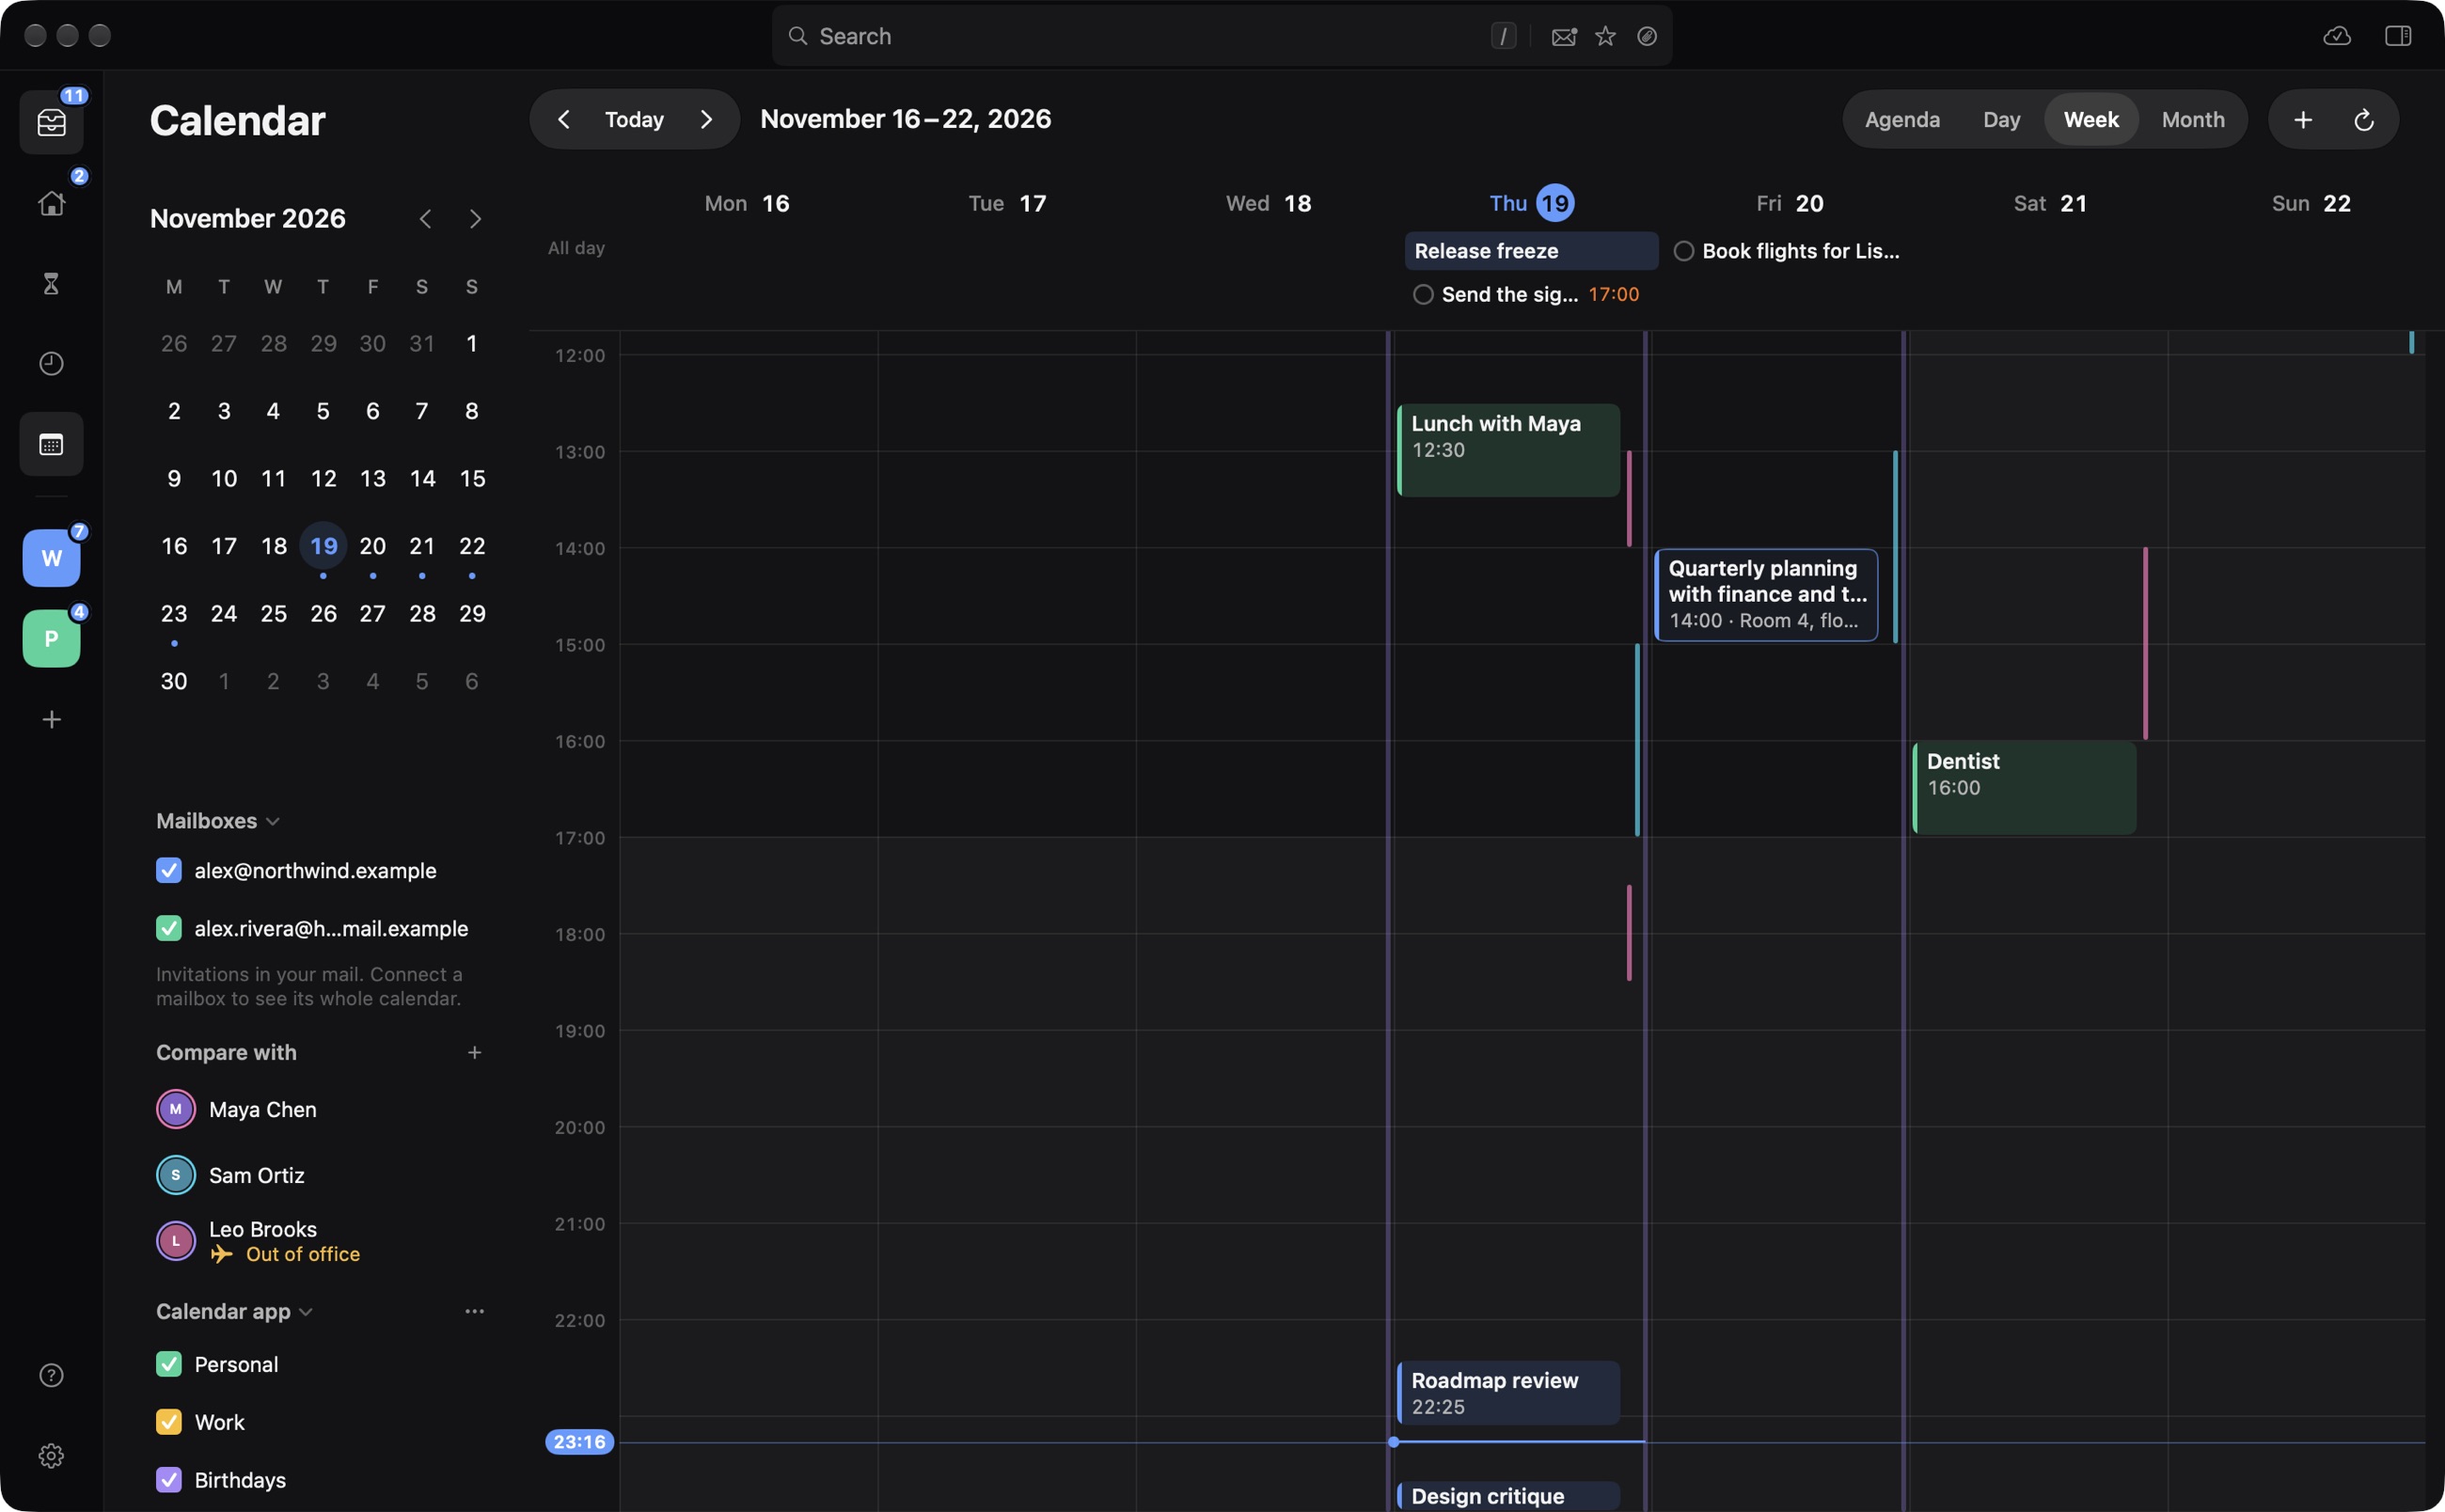 Search
/
11
2
7
W
4
P
Calendar
Today
November 16 – 22, 2026
Agenda
Day
Week
Month
November 2026
M T W T F S S
26 27 28 29 30 31 1
2 3 4 5 6 7 8
9 10 11 12 13 14 15
16 17 18 19 20 21 22
23 24 25 26 27 28 29
30 1 2 3 4 5 6
Mailboxes
alex@northwind.example
alex.rivera@h...mail.example
Invitations in your mail. Connect a
mailbox to see its whole calendar.
Compare with
M Maya Chen
S Sam Ortiz
L Leo Brooks
Out of office
Calendar app
Personal
Work
Birthdays
Mon 16
Tue 17
Wed 18
Thu 19
Fri 20
Sat 21
Sun 22
All day
Release freeze
Book flights for Lis...
Send the sig... 17:00
12:00
Lunch with Maya
12:30
13:00
14:00
Quarterly planning
with finance and t...
14:00 · Room 4, flo...
15:00
16:00
Dentist
16:00
17:00
18:00
19:00
20:00
21:00
22:00
Roadmap review
22:25
23:16
Design critique